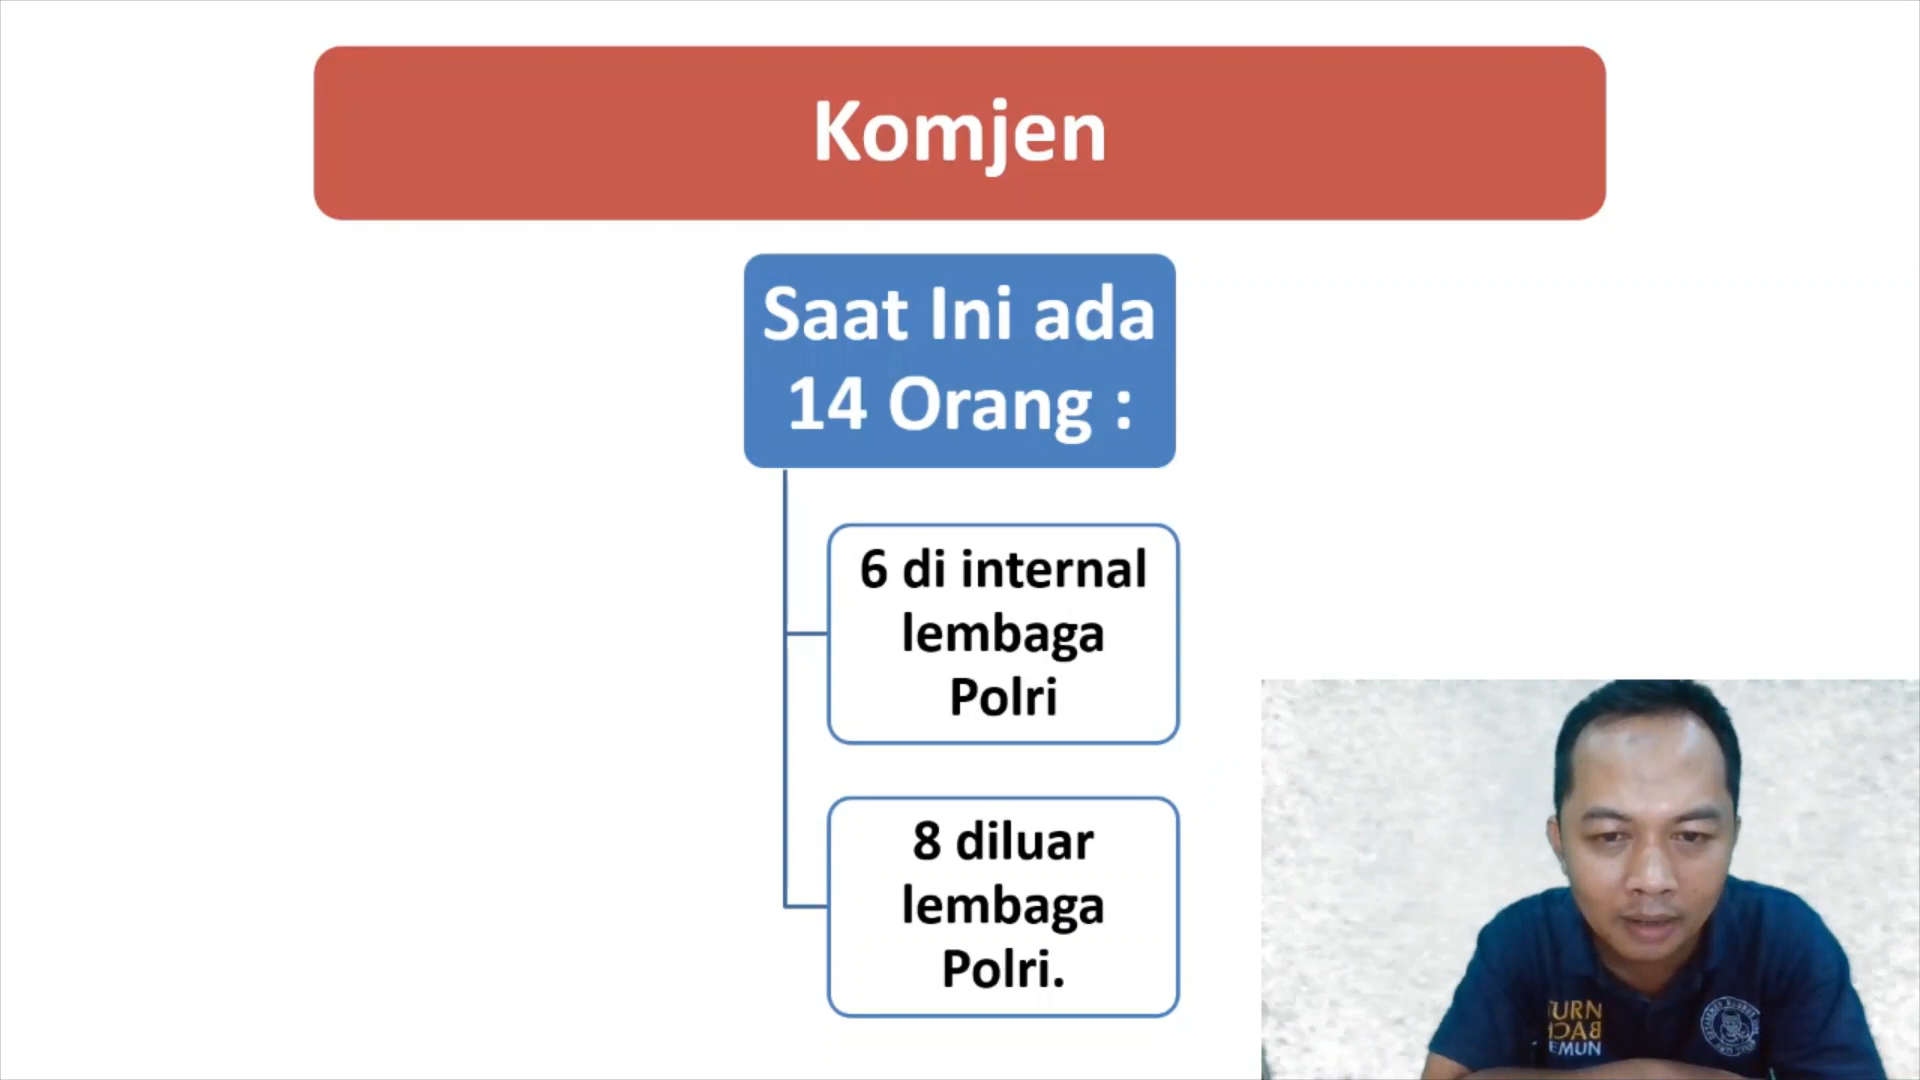 Komjen
Saat Ini ada
14 Orang :
6 di internal
lembaga
Polri
8 diluar
lembaga
Polri.